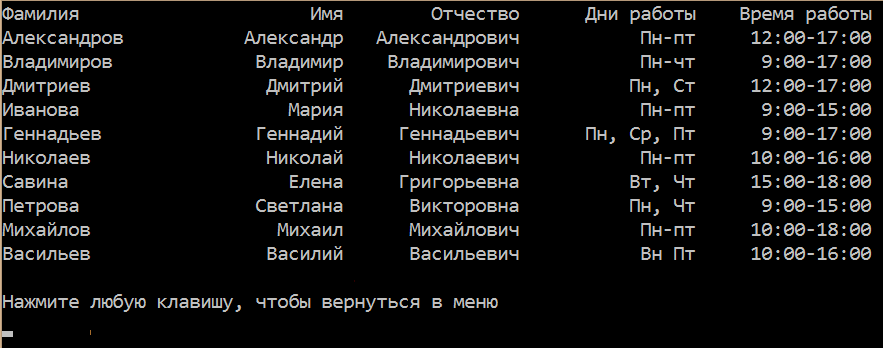 Фамилия Имя Отчество Дни работы Время работы
Александров Александр Александрович Пн-пт 12:00-17:00
Владимиров Владимир Владимирович Пн-чт 9:00-17:00
Дмитриев Дмитрий Дмитриевич Пн, Ст 12:00-17:00
Иванова Мария Николаевна Пн-пт 9:00-15:00
Геннадьев Геннадий Геннадьевич Пн, Ср, Пт 9:00-17:00
Николаев Николай Николаевич Пн-пт 10:00-16:00
Савина Елена Григорьевна Вт, Чт 15:00-18:00
Петрова Светлана Викторовна Пн, Чт 9:00-15:00
Михайлов Михаил Михайлович Пн-пт 10:00-18:00
Васильев Василий Васильевич Вн Пт 10:00-16:00
Нажмите любую клавишу, чтобы вернуться в меню